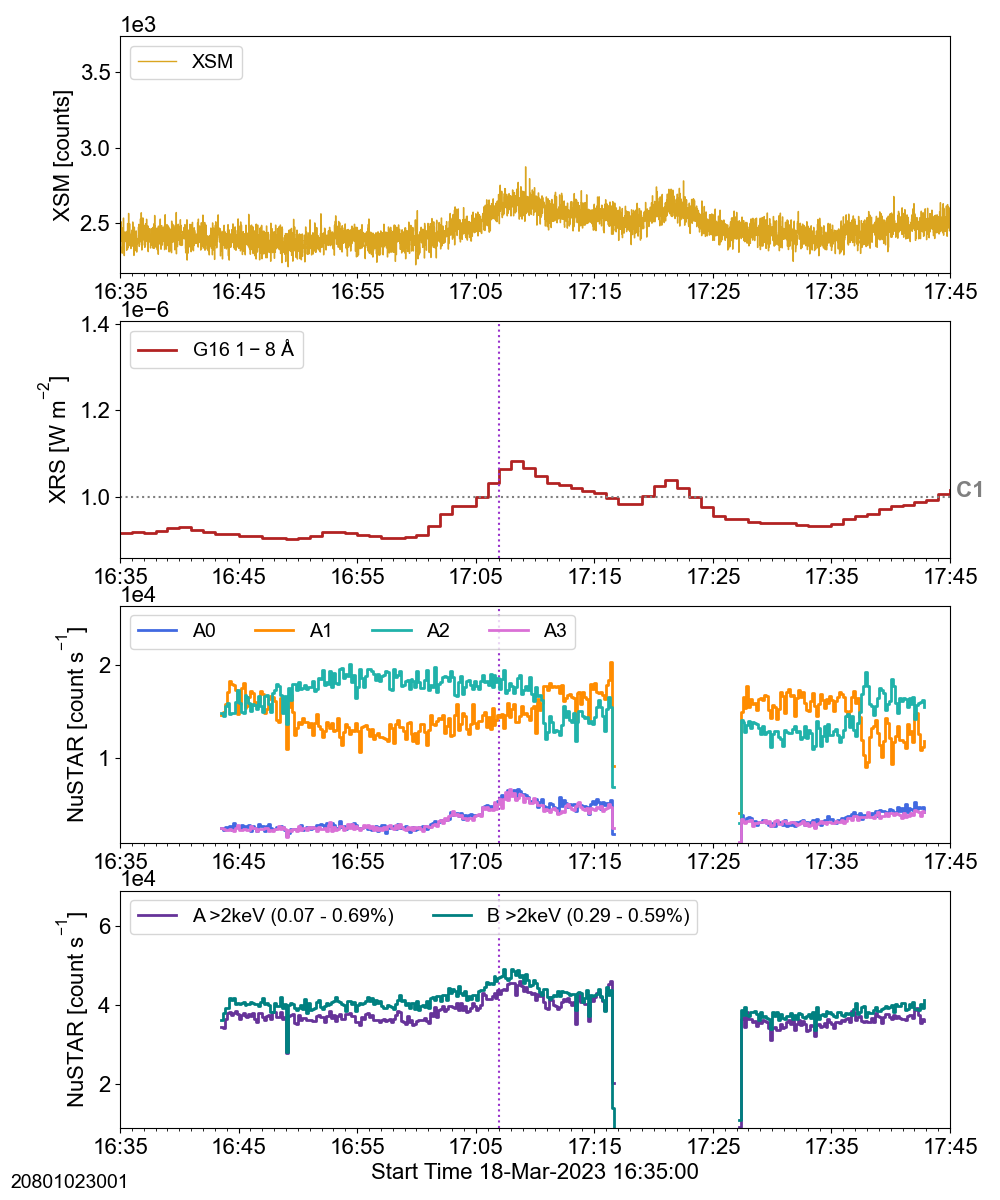 1e3
XSM
3.5
3.0
2.5
XSM [counts]
16:35 16:45 16:55 17:05 17:15 17:25 17:35 17:45
1e−6
G16 1 − 8 Å
1.4
1.2
1.0
C1
XRS [W m⁻²]
16:35 16:45 16:55 17:05 17:15 17:25 17:35 17:45
1e4
A0 A1 A2 A3
2
1
NuSTAR [count s⁻¹]
16:35 16:45 16:55 17:05 17:15 17:25 17:35 17:45
1e4
A >2keV (0.07 - 0.69%) B >2keV (0.29 - 0.59%)
6
4
2
NuSTAR [count s⁻¹]
16:35 16:45 16:55 17:05 17:15 17:25 17:35 17:45
Start Time 18-Mar-2023 16:35:00
20801023001